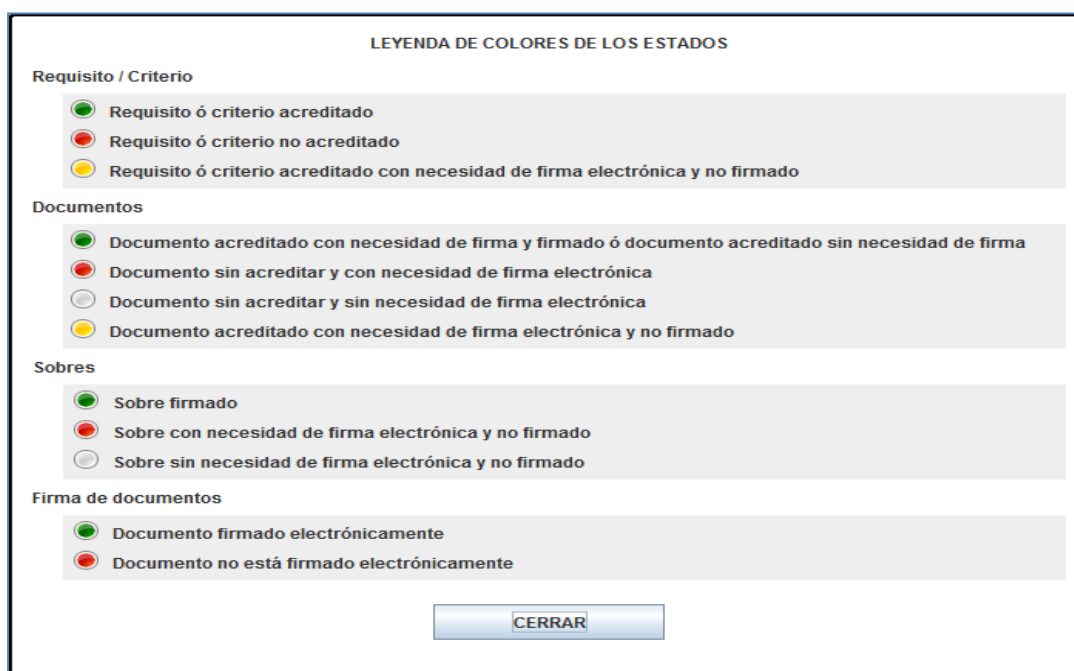 LEYENDA DE COLORES DE LOS ESTADOS
Requisito / Criterio
Requisito ó criterio acreditado
Requisito ó criterio no acreditado
Requisito ó criterio acreditado con necesidad de firma electrónica y no firmado
Documentos
Documento acreditado con necesidad de firma y firmado ó documento acreditado sin necesidad de firma
Documento sin acreditar y con necesidad de firma electrónica
Documento sin acreditar y sin necesidad de firma electrónica
Documento acreditado con necesidad de firma electrónica y no firmado
Sobres
Sobre firmado
Sobre con necesidad de firma electrónica y no firmado
Sobre sin necesidad de firma electrónica y no firmado
Firma de documentos
Documento firmado electrónicamente
Documento no está firmado electrónicamente
CERRAR